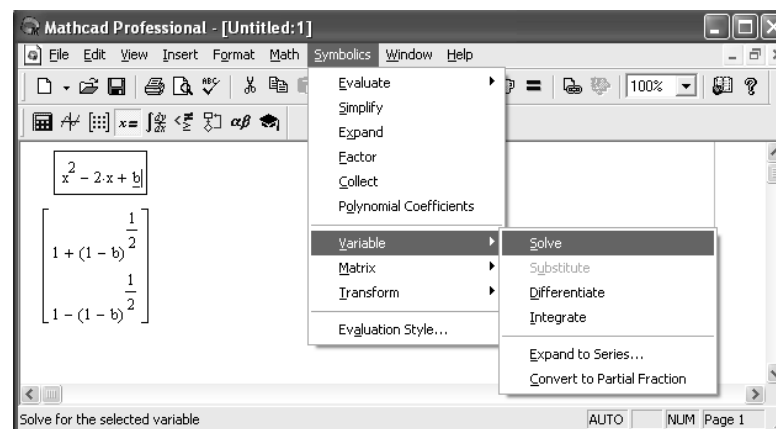 Mathcad Professional - [Untitled:1]
File Edit View Insert Format Math Symbolics Window Help
100%
αβ
Evaluate
Simplify
Expand
Factor
Collect
Polynomial Coefficients
Variable
Matrix
Transform
Evaluation Style...
Solve
Substitute
Differentiate
Integrate
Expand to Series...
Convert to Partial Fraction
x² − 2·x + b
1 + (1 − b)^(1/2)
1 − (1 − b)^(1/2)
Solve for the selected variable
AUTO NUM Page 1